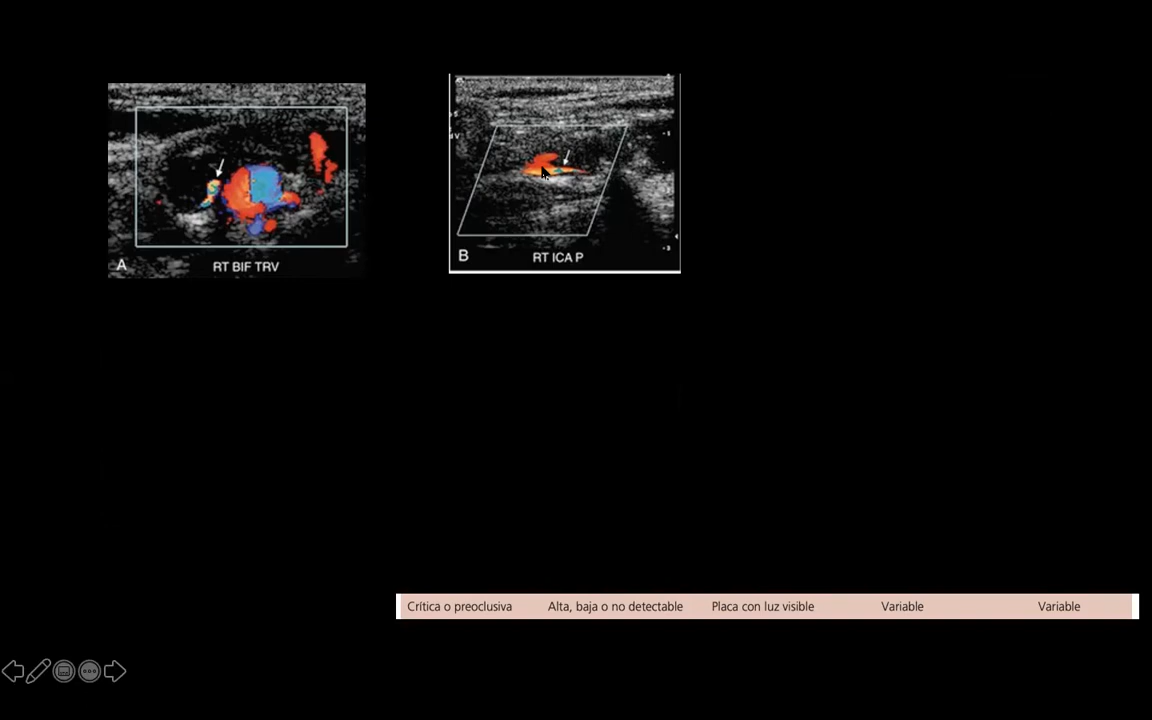 A
RT BIF TRV
B
RT ICA P
Crítica o preoclusiva Alta, baja o no detectable Placa con luz visible Variable Variable